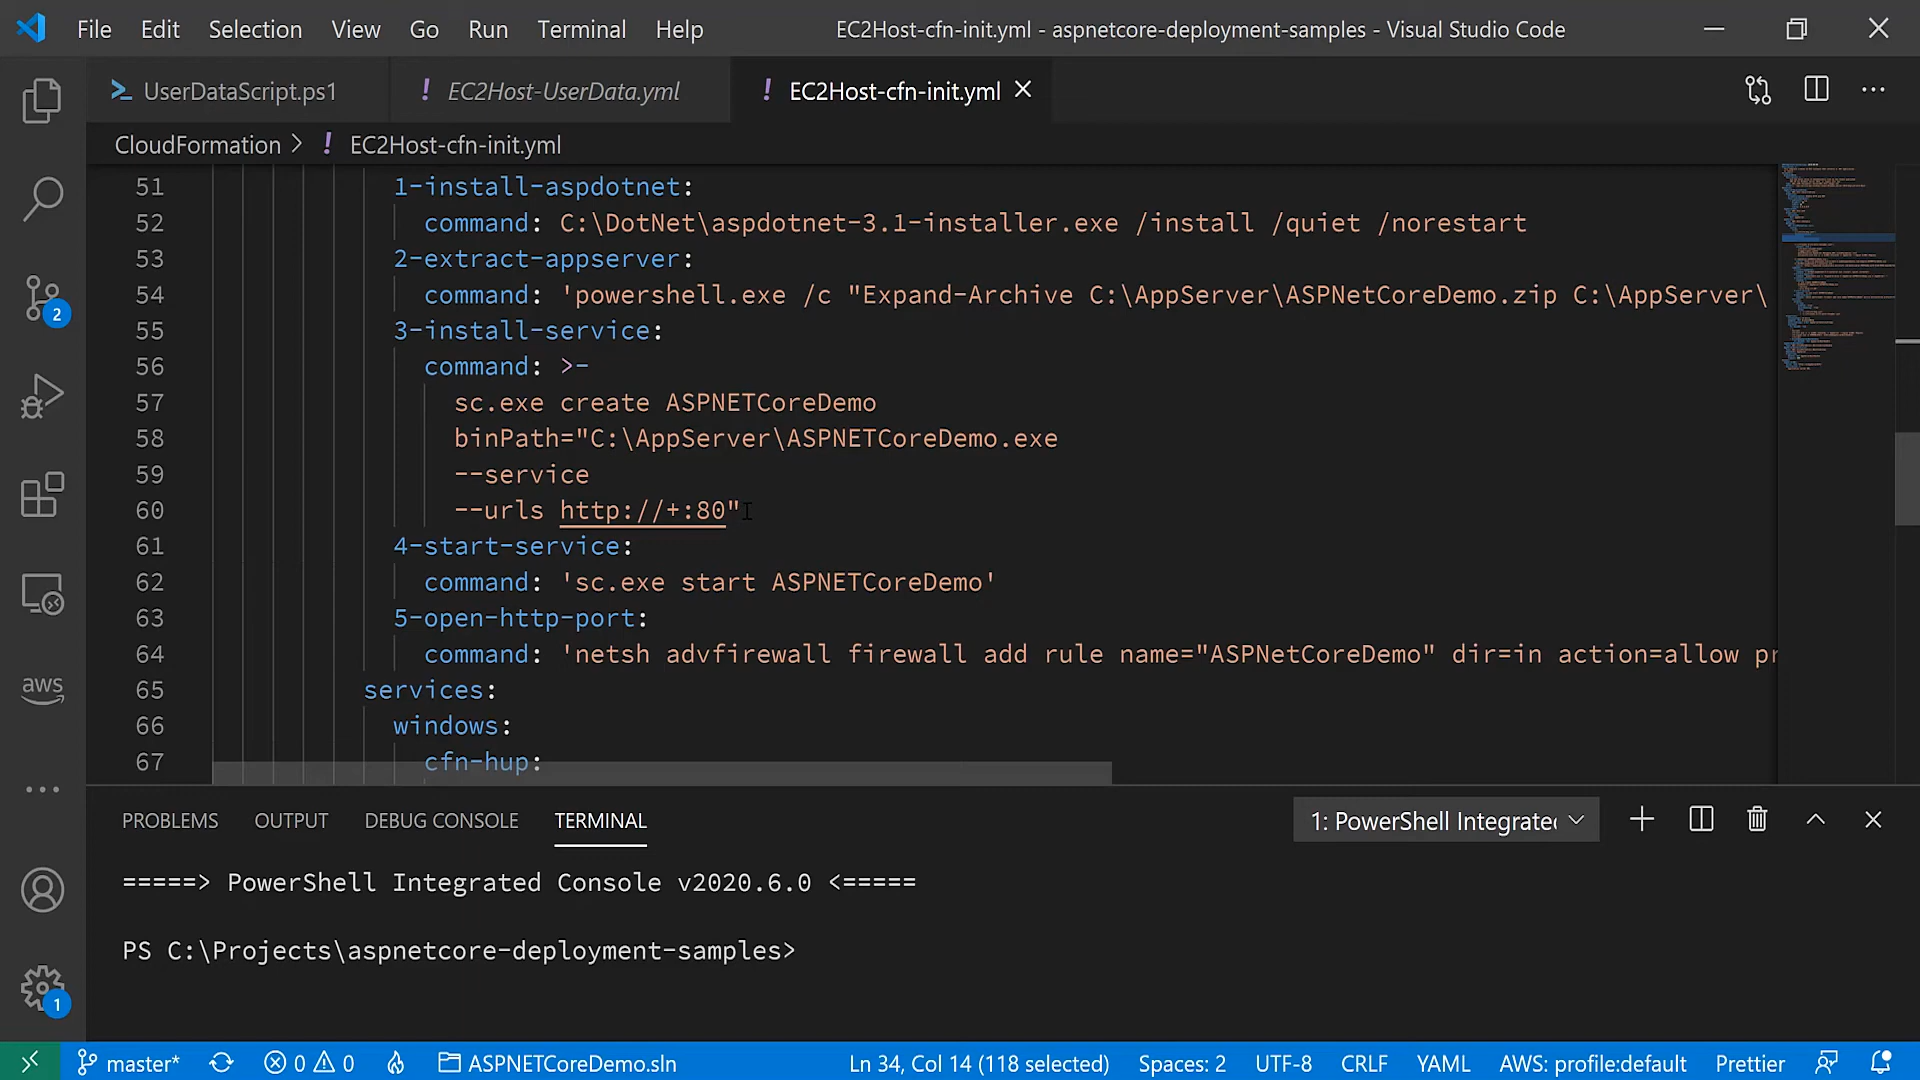 File Edit Selection View Go Run Terminal Help EC2Host-cfn-init.yml - aspnetcore-deployment-samples - Visual Studio Code
UserDataScript.ps1 ! EC2Host-UserData.yml ! EC2Host-cfn-init.yml
CloudFormation > ! EC2Host-cfn-init.yml
51 1-install-aspdotnet:
52 command: C:\DotNet\aspdotnet-3.1-installer.exe /install /quiet /norestart
53 2-extract-appserver:
54 command: 'powershell.exe /c "Expand-Archive C:\AppServer\ASPNetCoreDemo.zip C:\AppServer\
55 3-install-service:
56 command: >-
57 sc.exe create ASPNETCoreDemo
58 binPath="C:\AppServer\ASPNETCoreDemo.exe
59 --service
60 --urls http://+:80"
61 4-start-service:
62 command: 'sc.exe start ASPNETCoreDemo'
63 5-open-http-port:
64 command: 'netsh advfirewall firewall add rule name="ASPNetCoreDemo" dir=in action=allow pr
65 services:
66 windows:
67 cfn-hup:
2
aws
1
PROBLEMS OUTPUT DEBUG CONSOLE TERMINAL 1: PowerShell Integrate
=====> PowerShell Integrated Console v2020.6.0 <=====
PS C:\Projects\aspnetcore-deployment-samples>
master* 0 0 ASPNETCoreDemo.sln Ln 34, Col 14 (118 selected) Spaces: 2 UTF-8 CRLF YAML AWS: profile:default Prettier